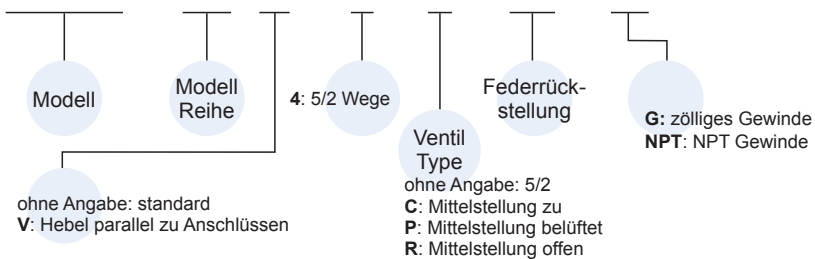 Modell
Modell
Reihe
4: 5/2 Wege
Ventil
Type
Federrück-
stellung
G: zölliges Gewinde
NPT: NPT Gewinde
ohne Angabe: standard
V: Hebel parallel zu Anschlüssen
ohne Angabe: 5/2
C: Mittelstellung zu
P: Mittelstellung belüftet
R: Mittelstellung offen